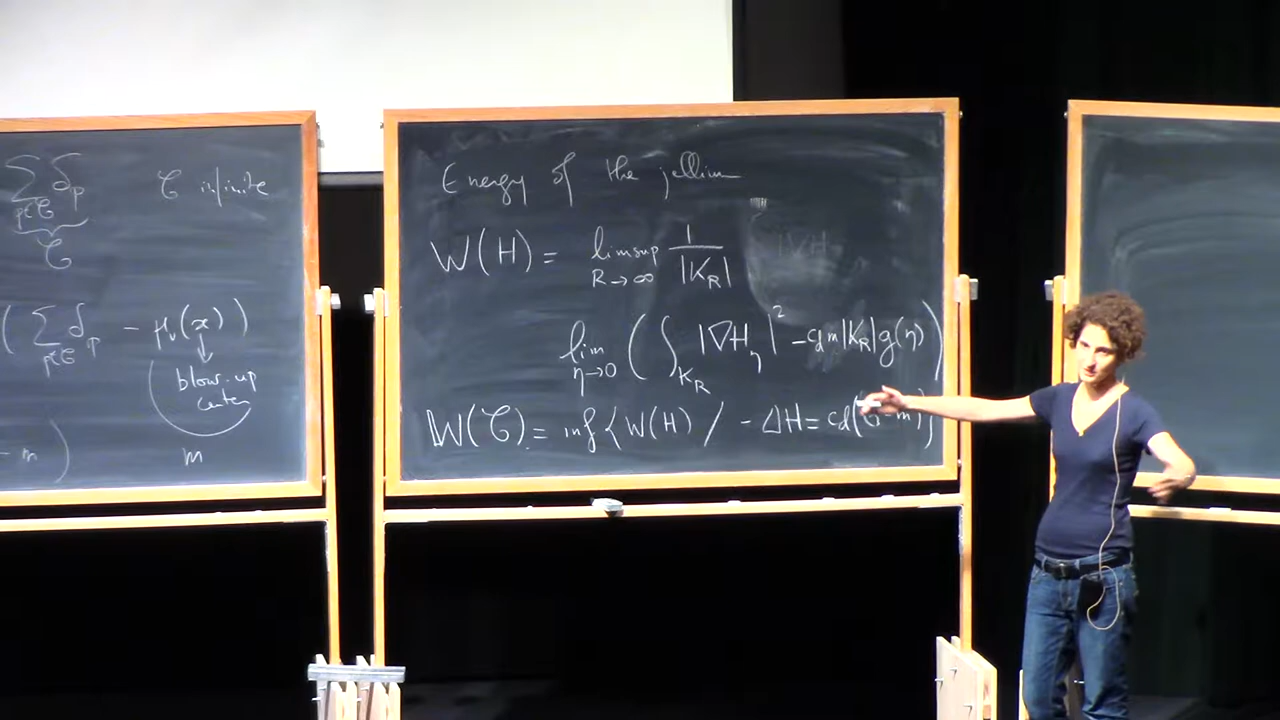 ∑ δ_p    𝒞 infinite
p∈𝒞
𝒞
( ∑ δ_p - μ_v(x) )
p∈𝒞
blow-up
center
- m )    m
Energy of the jellium
W(H) = limsup 1/|K_R|
R→∞
lim ( ∫_{K_R} |∇H_η|² - c_d m|K_R| g(η) )
η→0
𝕎(𝒞) = inf { W(H) / - ΔH = c_d(𝒞 - m) }